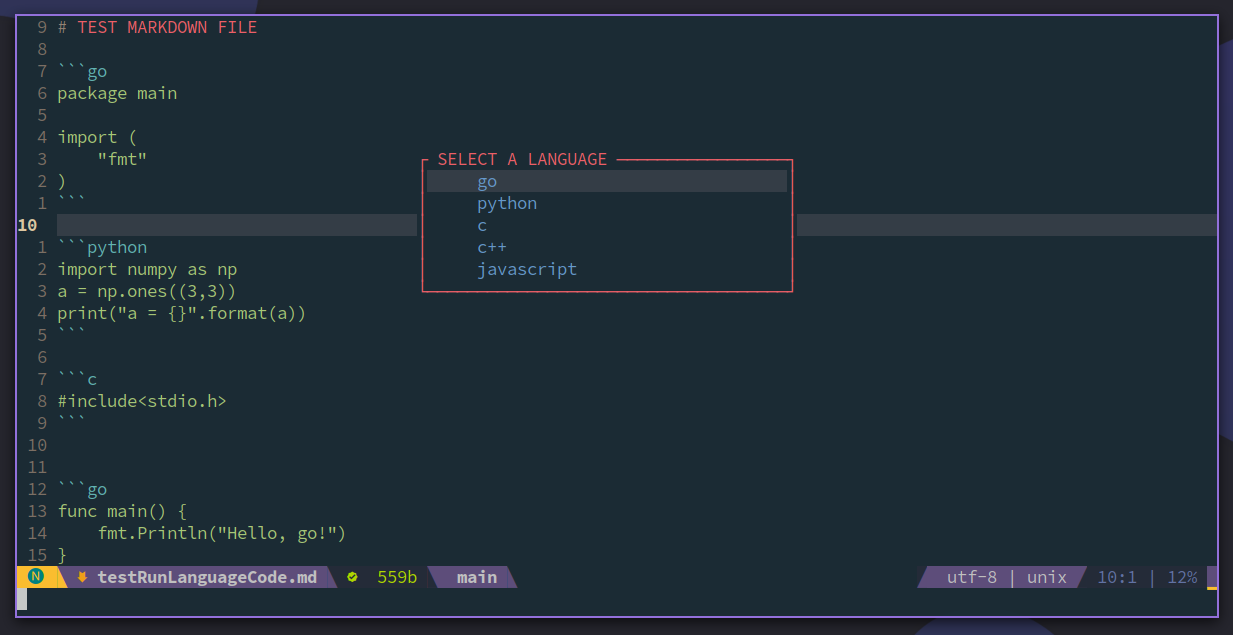 9 # TEST MARKDOWN FILE
8
7 ```go
6 package main
5
4 import (
3     "fmt"
2 )
1 ```
10
1 ```python
2 import numpy as np
3 a = np.ones((3,3))
4 print("a = {}".format(a))
5 ```
6
7 ```c
8 #include<stdio.h>
9 ```
10
11
12 ```go
13 func main() {
14     fmt.Println("Hello, go!")
15 }
SELECT A LANGUAGE
go
python
c
c++
javascript
N testRunLanguageCode.md 559b main utf-8 | unix 10:1 | 12%